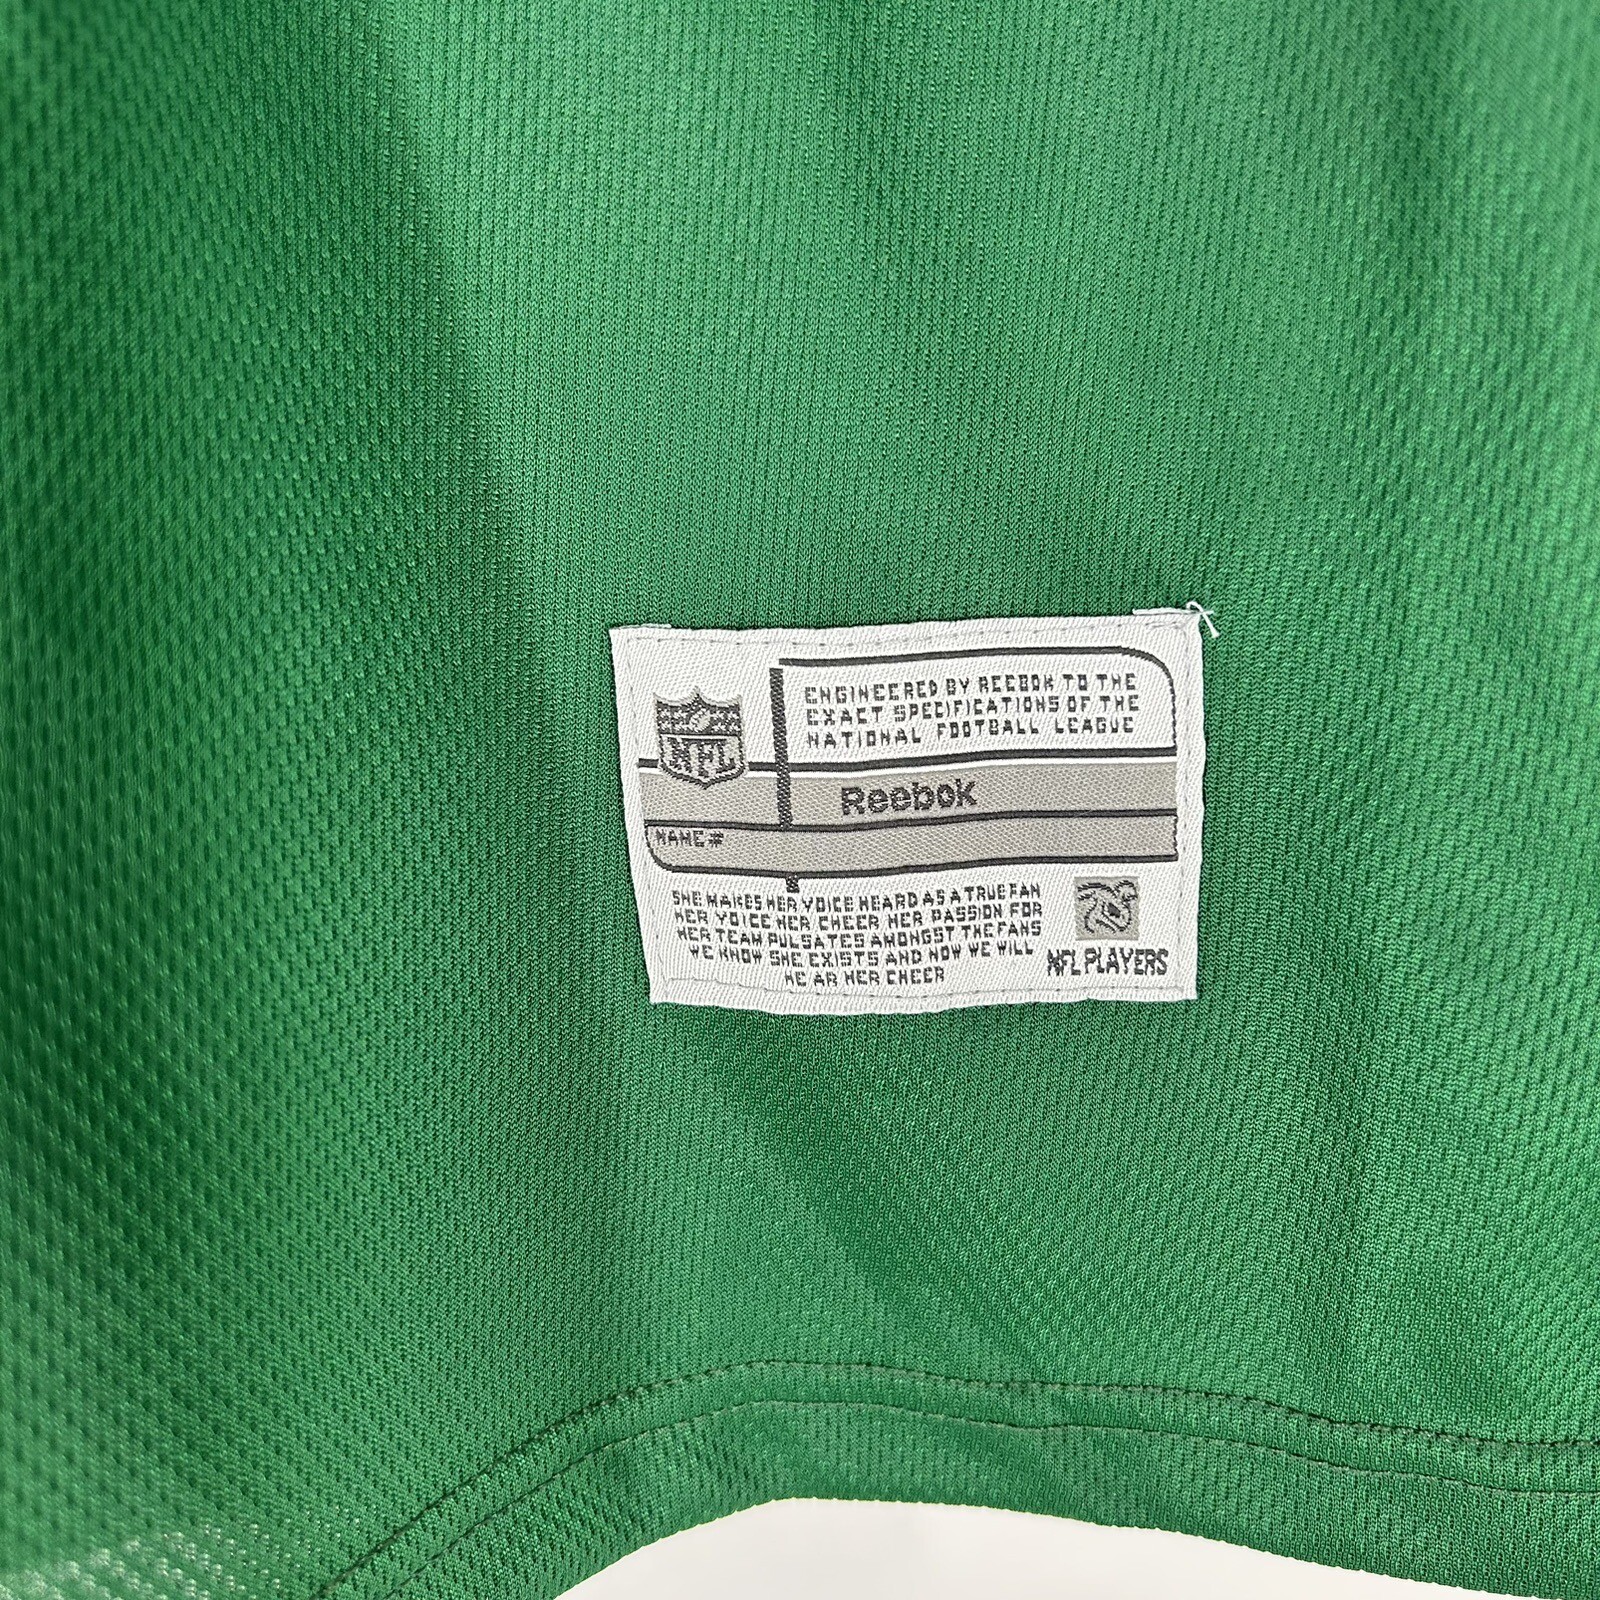 NFL
ENGINEERED BY REEBOK TO THE
EXACT SPECIFICATIONS OF THE
NATIONAL FOOTBALL LEAGUE
Reebok
NAME #
SHE MAKES HER VOICE HEARD AS A TRUE FAN
HER VOICE HER CHEER HER PASSION FOR
HER TEAM PULSATES AMONGST THE FANS
WE KNOW SHE EXISTS AND NOW WE WILL
HEAR HER CHEER
NFL PLAYERS